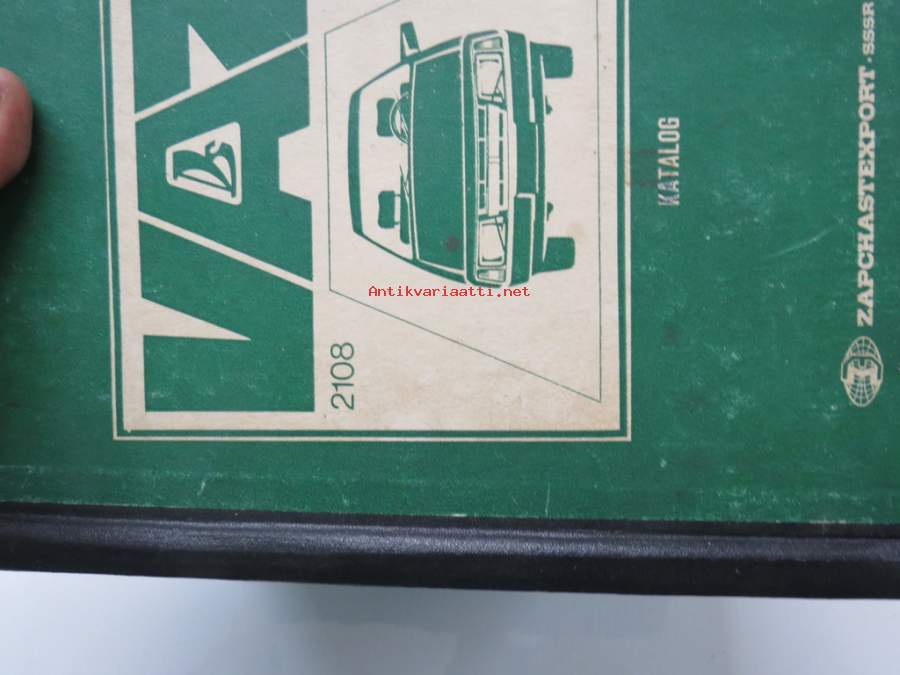 VAZ
2108
KATALOG
ZAPCHASTEXPORT · SSSR
Antikvariaatti.net